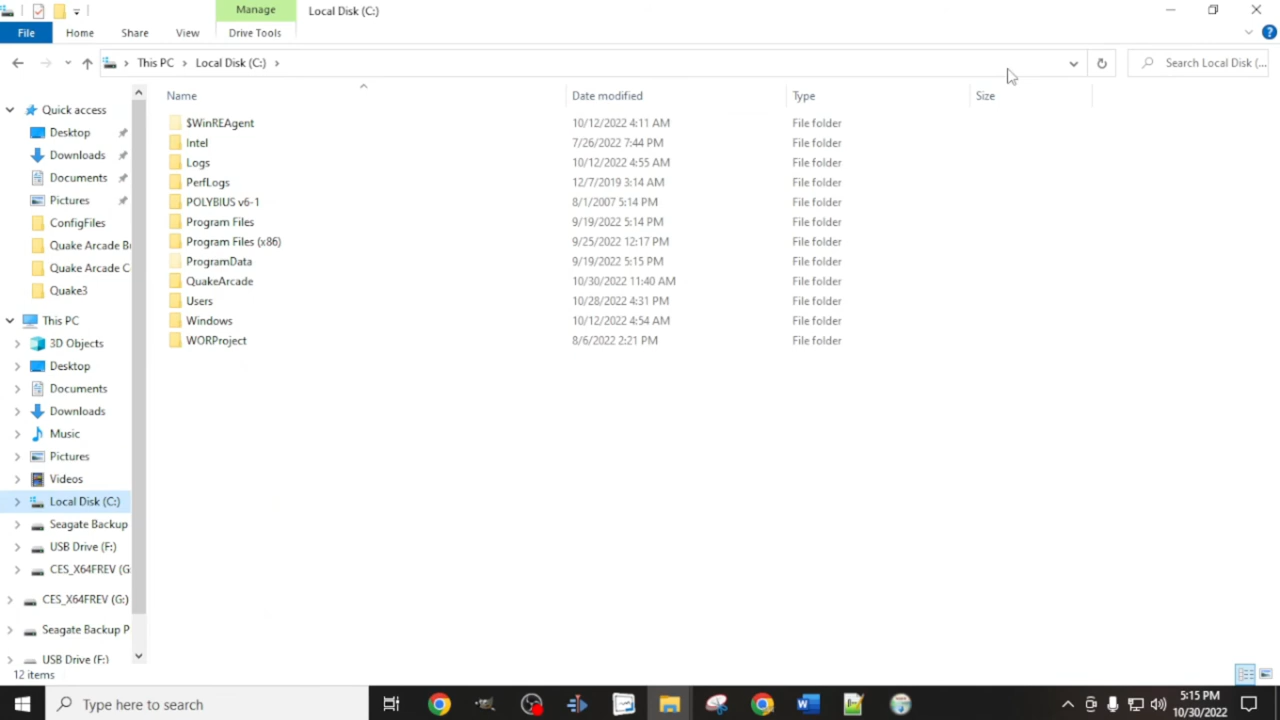 Manage
Local Disk (C:)
File
Home
Share
View
Drive Tools
This PC
Local Disk (C:)
Search Local Disk (...
Name
Date modified
Type
Size
Quick access
Desktop
Downloads
Documents
Pictures
ConfigFiles
Quake Arcade
Quake Arcade C
Quake3
This PC
3D Objects
Desktop
Documents
Downloads
Music
Pictures
Videos
Local Disk (C:)
Seagate Backup
USB Drive (F:)
CES_X64FREV (G
CES_X64FREV (G:)
Seagate Backup P
USB Drive (F:)
$WinREAgent 10/12/2022 4:11 AM File folder
Intel 7/26/2022 7:44 PM File folder
Logs 10/12/2022 4:55 AM File folder
PerfLogs 12/7/2019 3:14 AM File folder
POLYBIUS v6-1 8/1/2007 5:14 PM File folder
Program Files 9/19/2022 5:14 PM File folder
Program Files (x86) 9/25/2022 12:17 PM File folder
ProgramData 9/19/2022 5:15 PM File folder
QuakeArcade 10/30/2022 11:40 AM File folder
Users 10/28/2022 4:31 PM File folder
Windows 10/12/2022 4:54 AM File folder
WORProject 8/6/2022 2:21 PM File folder
12 items
Type here to search
5:15 PM
10/30/2022